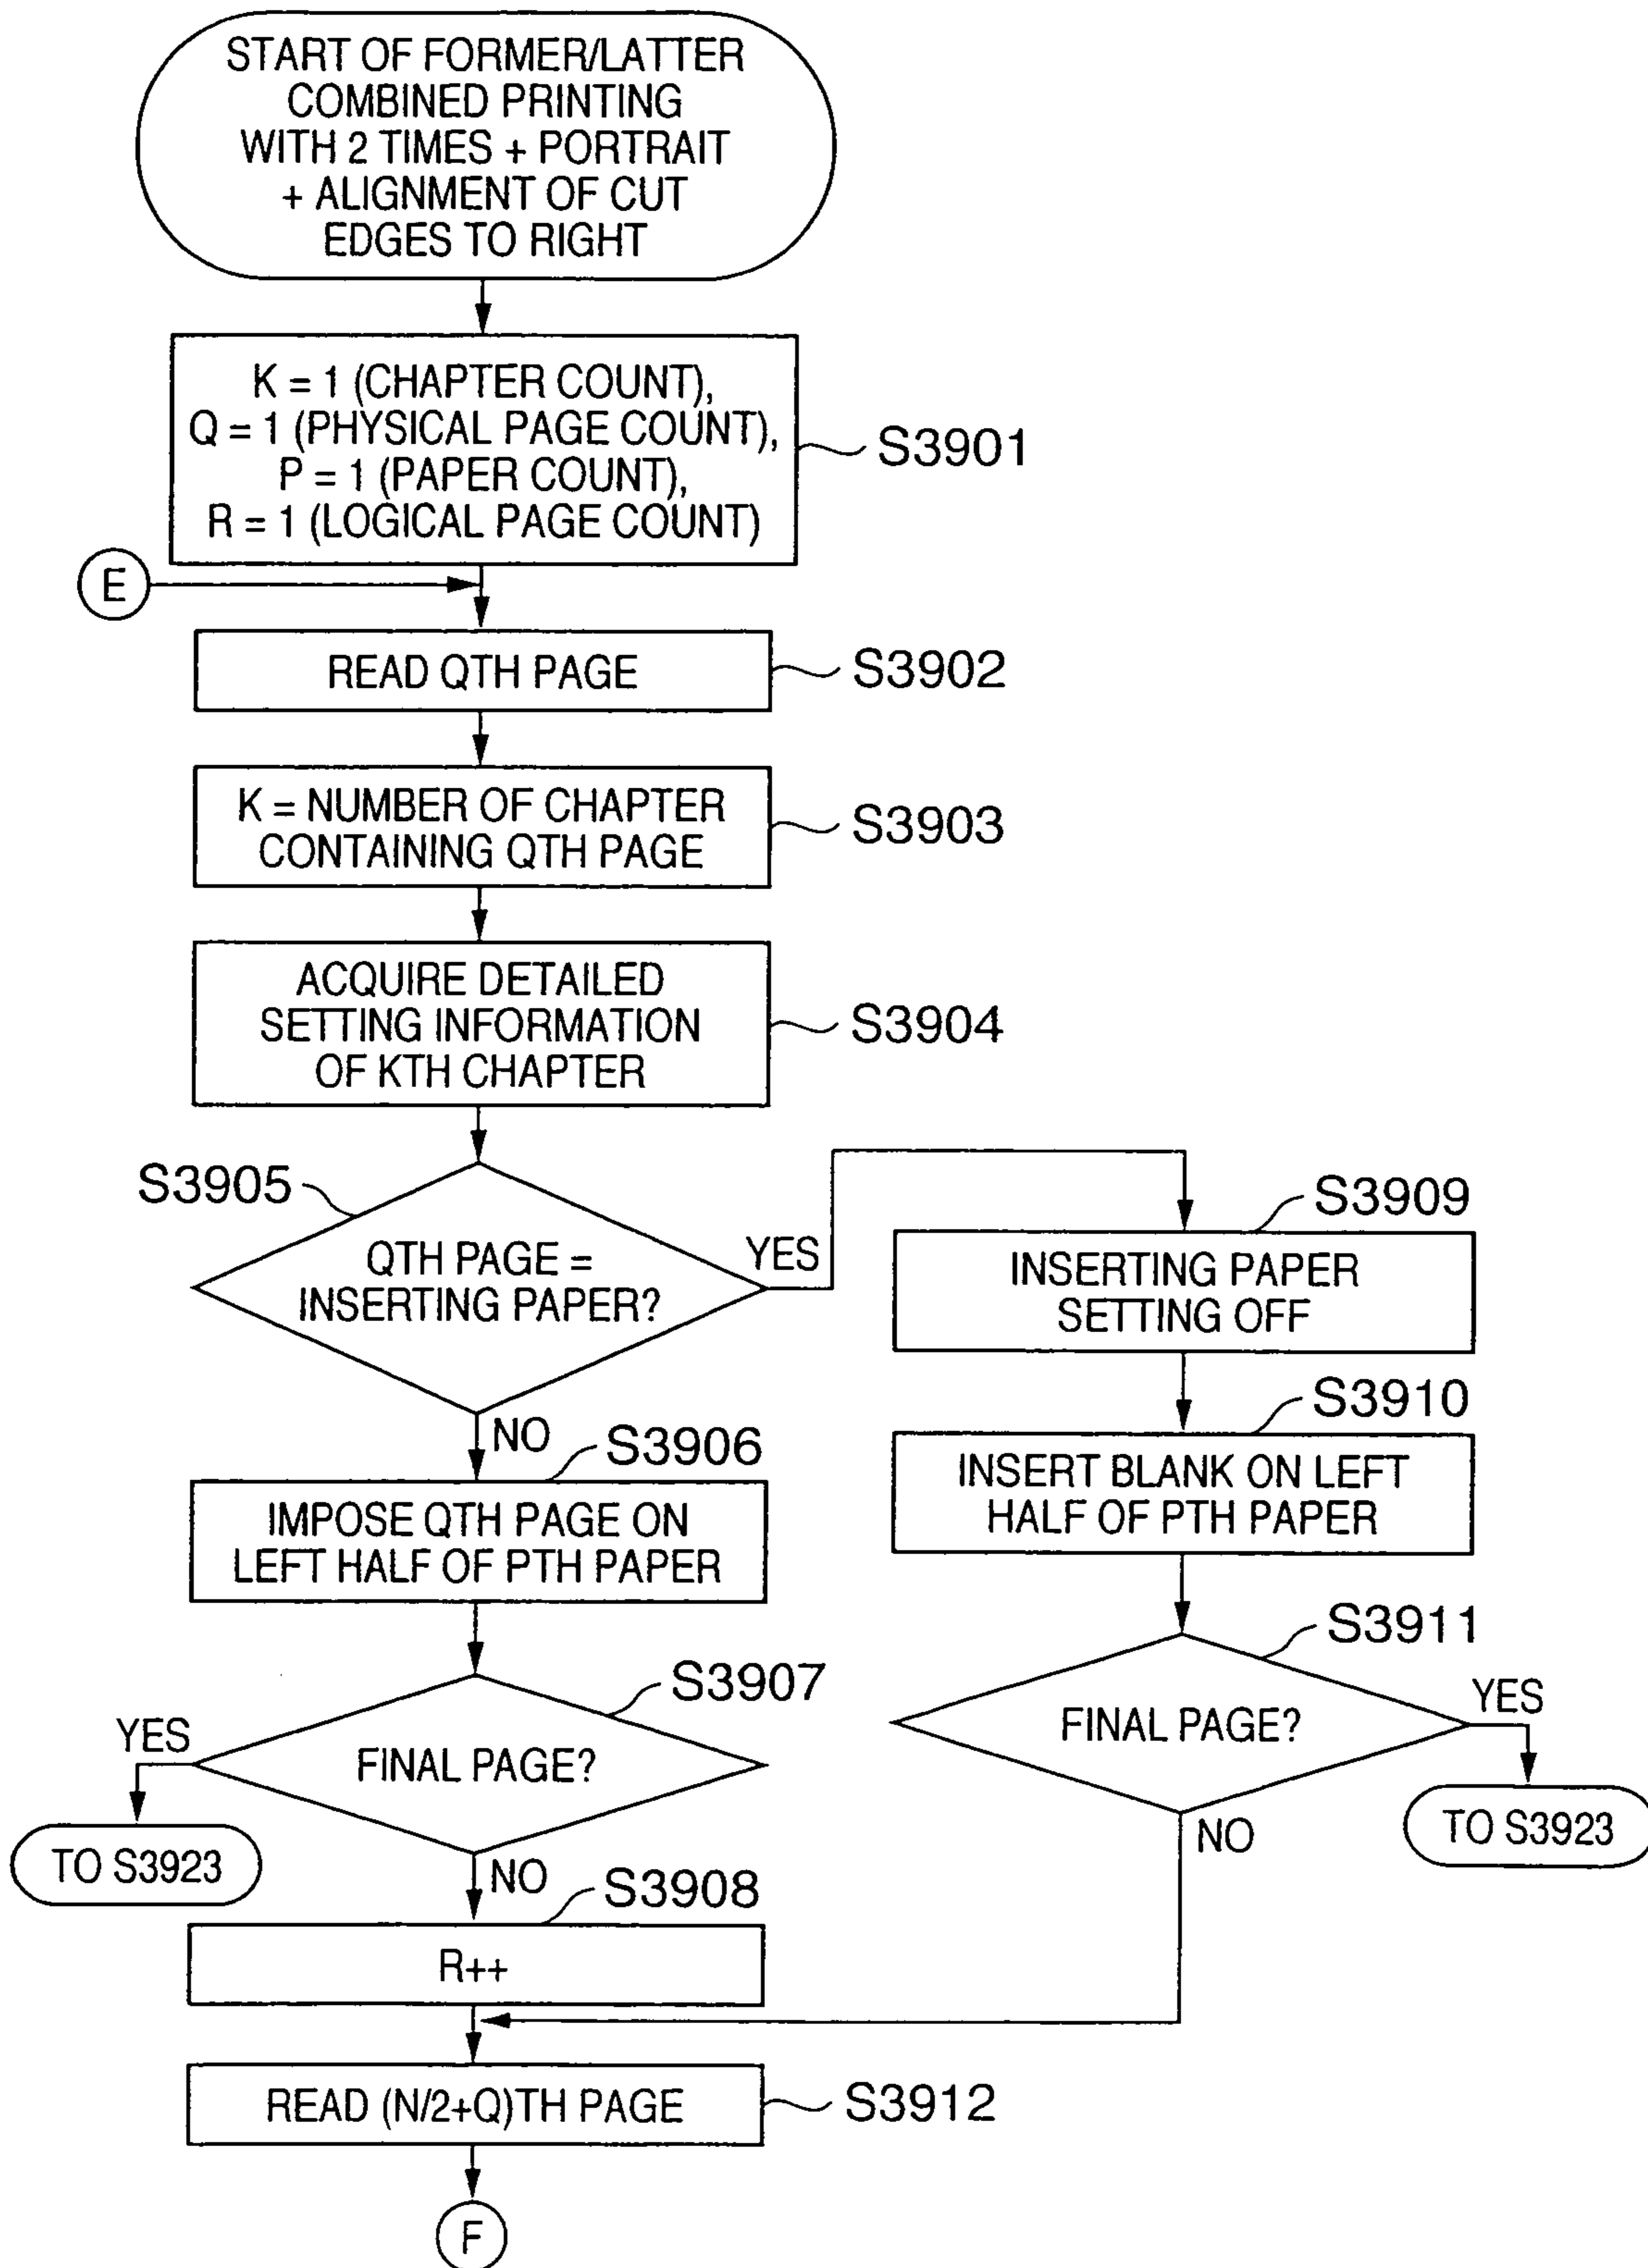 START OF FORMER/LATTER
COMBINED PRINTING
WITH 2 TIMES + PORTRAIT
+ ALIGNMENT OF CUT
EDGES TO RIGHT
K = 1 (CHAPTER COUNT),
Q = 1 (PHYSICAL PAGE COUNT),
P = 1 (PAPER COUNT),
R = 1 (LOGICAL PAGE COUNT)
S3901
E
READ QTH PAGE
S3902
K = NUMBER OF CHAPTER
CONTAINING QTH PAGE
S3903
ACQUIRE DETAILED
SETTING INFORMATION
OF KTH CHAPTER
S3904
S3905
QTH PAGE =
INSERTING PAPER?
YES
NO
S3909
INSERTING PAPER
SETTING OFF
S3910
INSERT BLANK ON LEFT
HALF OF PTH PAPER
S3906
IMPOSE QTH PAGE ON
LEFT HALF OF PTH PAPER
S3911
FINAL PAGE?
YES
TO S3923
NO
S3907
FINAL PAGE?
YES
TO S3923
NO
S3908
R++
READ (N/2+Q)TH PAGE
S3912
F